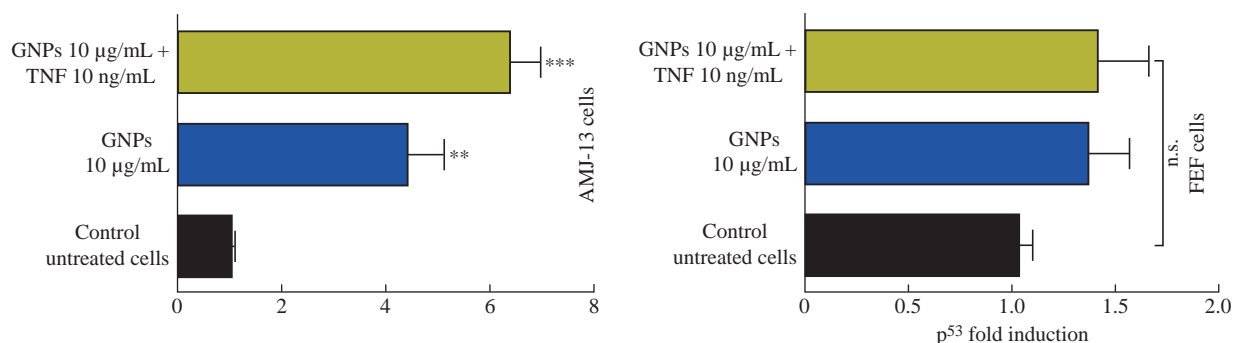 GNPs 10 µg/mL +
TNF 10 ng/mL
***
GNPs
10 µg/mL
**
Control
untreated cells
AMJ-13 cells
0 2 4 6 8
GNPs 10 µg/mL +
TNF 10 ng/mL
GNPs
10 µg/mL
Control
untreated cells
n.s.
FEF cells
0 0.5 1.0 1.5 2.0
p⁵³ fold induction